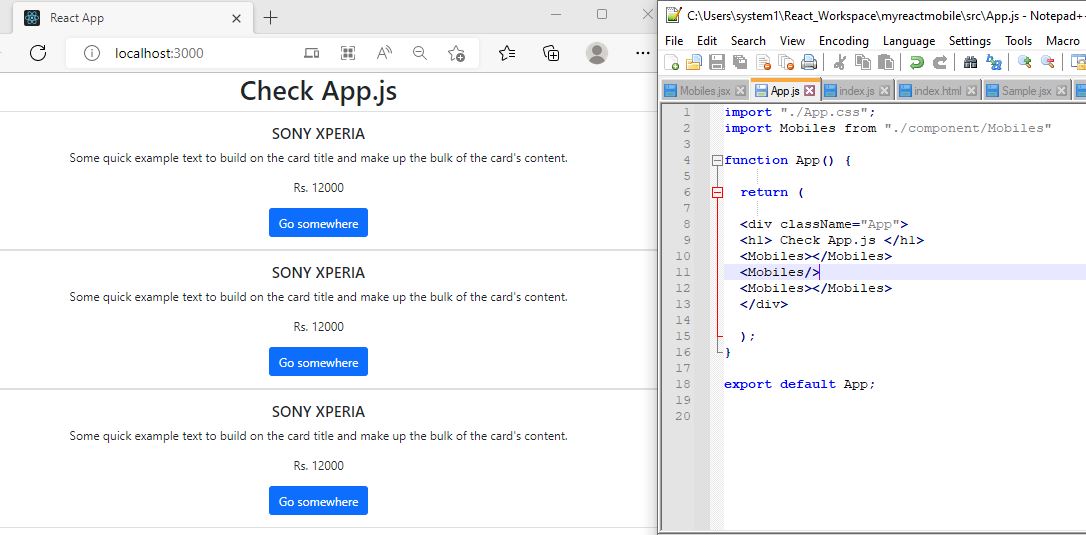 React App
localhost:3000
Check App.js
SONY XPERIA
Some quick example text to build on the card title and make up the bulk of the card's content.
Rs. 12000
Go somewhere
SONY XPERIA
Some quick example text to build on the card title and make up the bulk of the card's content.
Rs. 12000
Go somewhere
SONY XPERIA
Some quick example text to build on the card title and make up the bulk of the card's content.
Rs. 12000
Go somewhere
C:\Users\system1\React_Workspace\myreactmobile\src\App.js - Notepad+
File Edit Search View Encoding Language Settings Tools Macro
Mobiles.jsx App.js index.js index.html Sample.jsx
1 import "./App.css";
2 import Mobiles from "./component/Mobiles"
3
4 function App() {
5
6 return (
7
8 <div className="App">
9 <h1> Check App.js </h1>
10 <Mobiles></Mobiles>
11 <Mobiles/>
12 <Mobiles></Mobiles>
13 </div>
14
15 );
16 }
17
18 export default App;
19
20